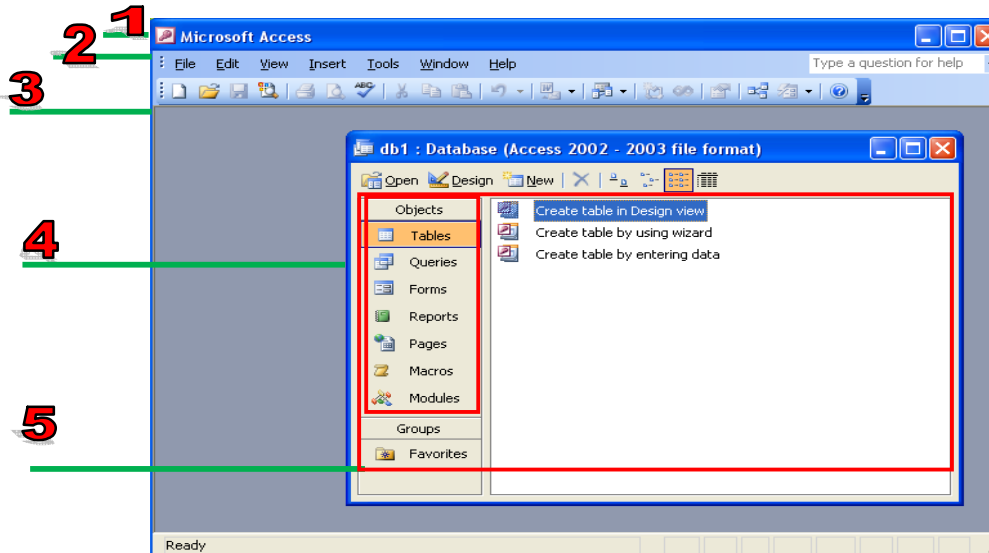 1
Microsoft Access
2
File Edit View Insert Tools Window Help Type a question for help
3
ABC
db1 : Database (Access 2002 - 2003 file format)
Open Design New
Objects
Create table in Design view
4
Tables
Create table by using wizard
Queries
Create table by entering data
Forms
Reports
Pages
Macros
Modules
5
Groups
Favorites
Ready